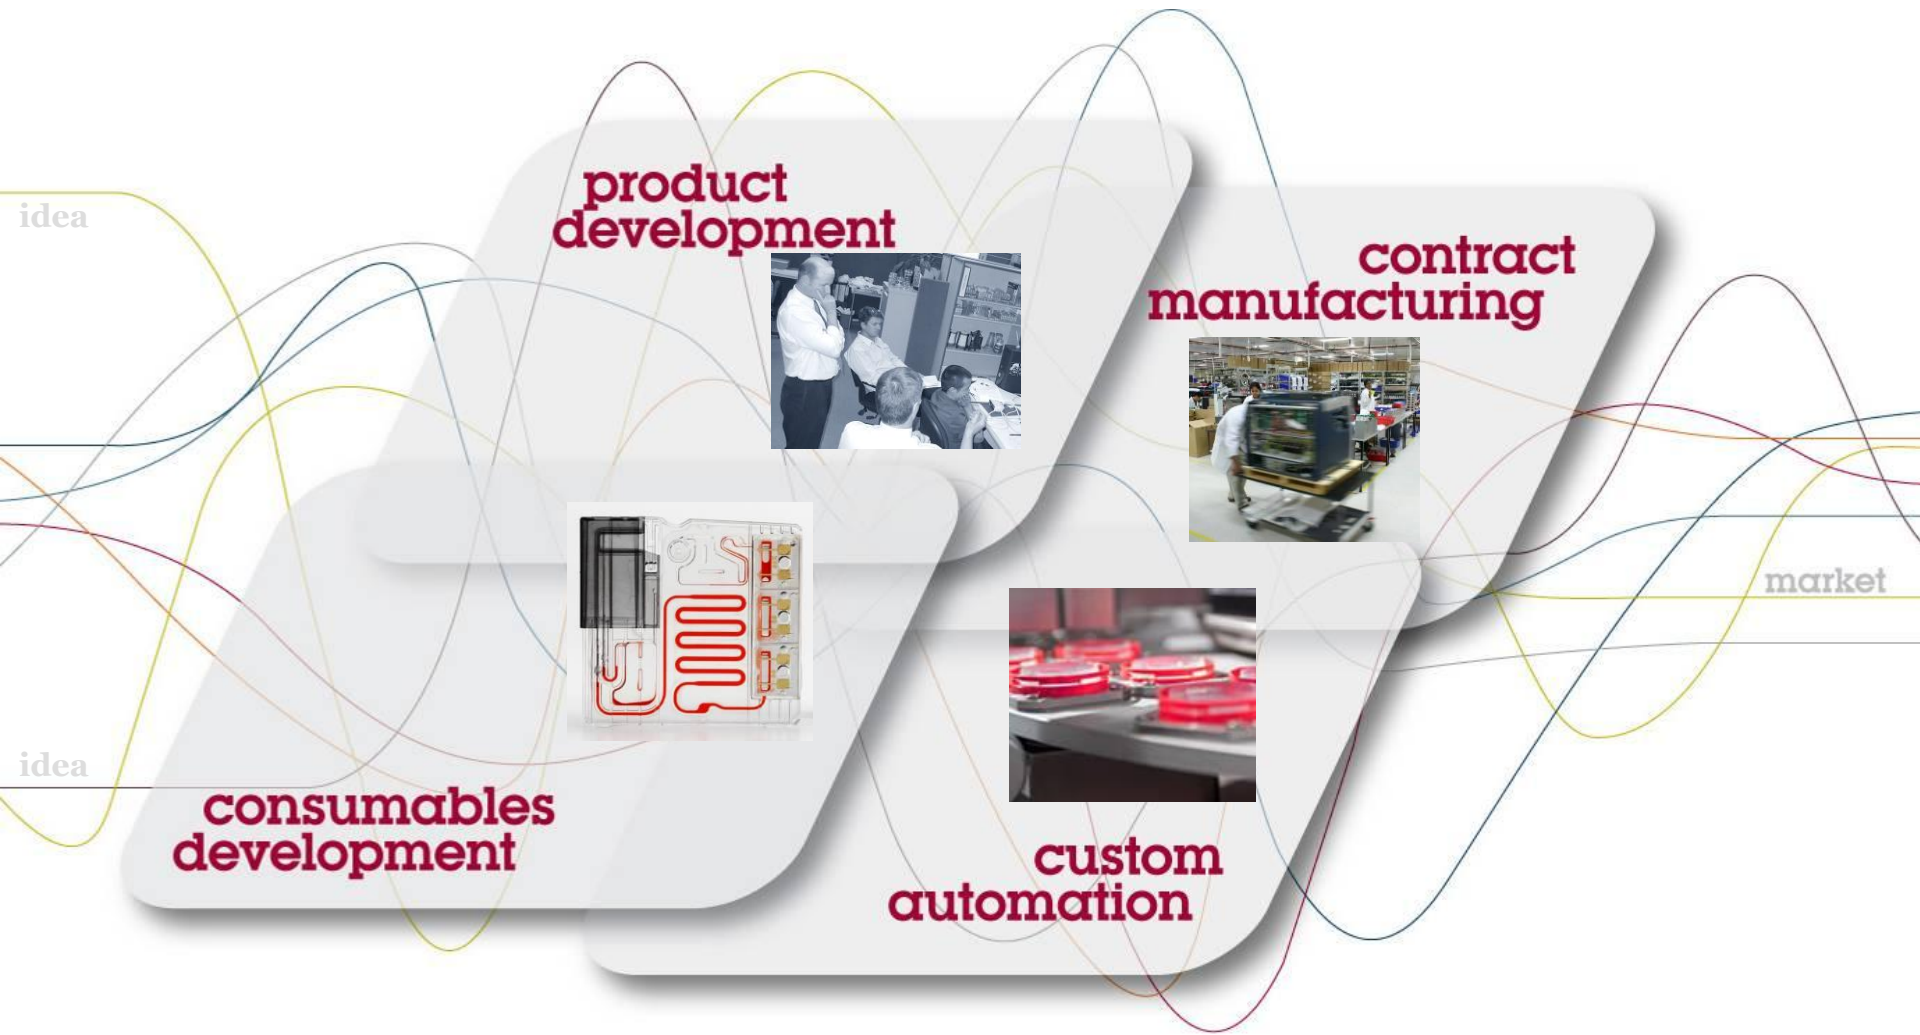 product
development
idea
contract
manufacturing
market
idea
consumables
development
custom
automation